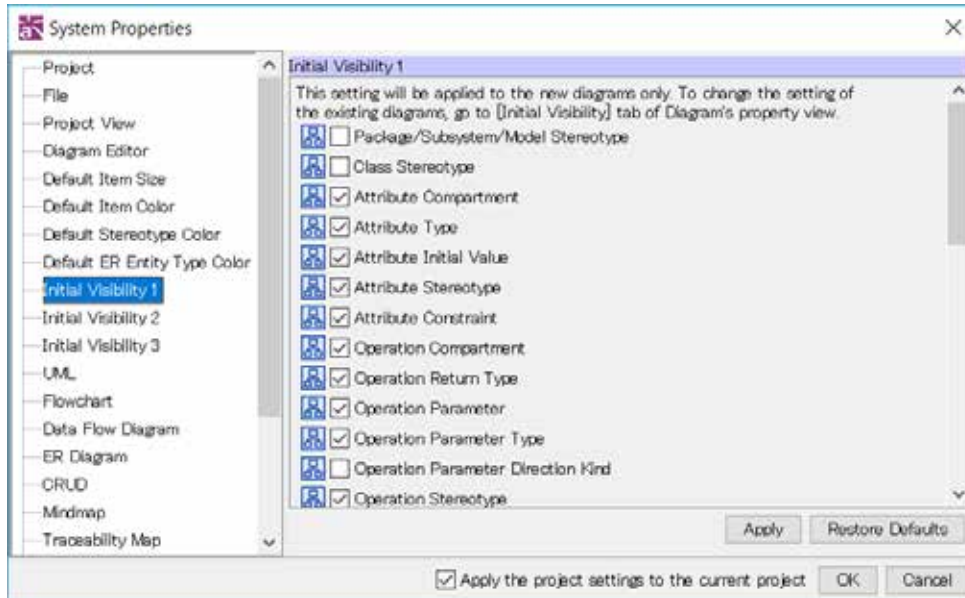 System Properties
Project
File
Project View
Diagram Editor
Default Item Size
Default Item Color
Default Stereotype Color
Default ER Entity Type Color
Initial Visibility 1
Initial Visibility 2
Initial Visibility 3
UML
Flowchart
Data Flow Diagram
ER Diagram
CRUD
Mindmap
Traceability Map
Initial Visibility 1
This setting will be applied to the new diagrams only. To change the setting of
the existing diagrams, go to [Initial Visibility] tab of Diagram's property view.
Package/Subsystem/Model Stereotype
Class Stereotype
Attribute Compartment
Attribute Type
Attribute Initial Value
Attribute Stereotype
Attribute Constraint
Operation Compartment
Operation Return Type
Operation Parameter
Operation Parameter Type
Operation Parameter Direction Kind
Operation Stereotype
Apply Restore Defaults
Apply the project settings to the current project OK Cancel